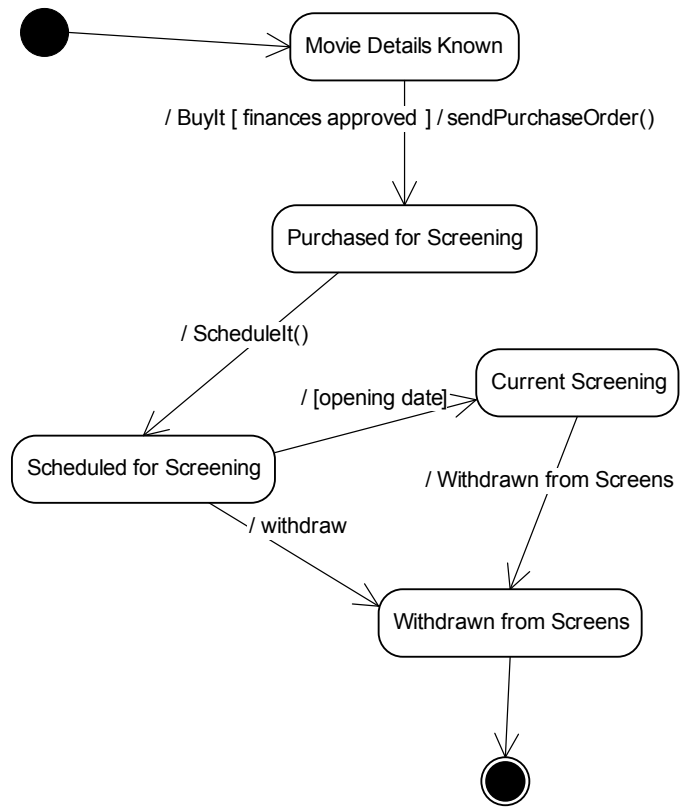 Movie Details Known
/ BuyIt [ finances approved ] / sendPurchaseOrder()
Purchased for Screening
/ ScheduleIt()
Current Screening
/ [opening date]
Scheduled for Screening
/ Withdrawn from Screens
/ withdraw
Withdrawn from Screens